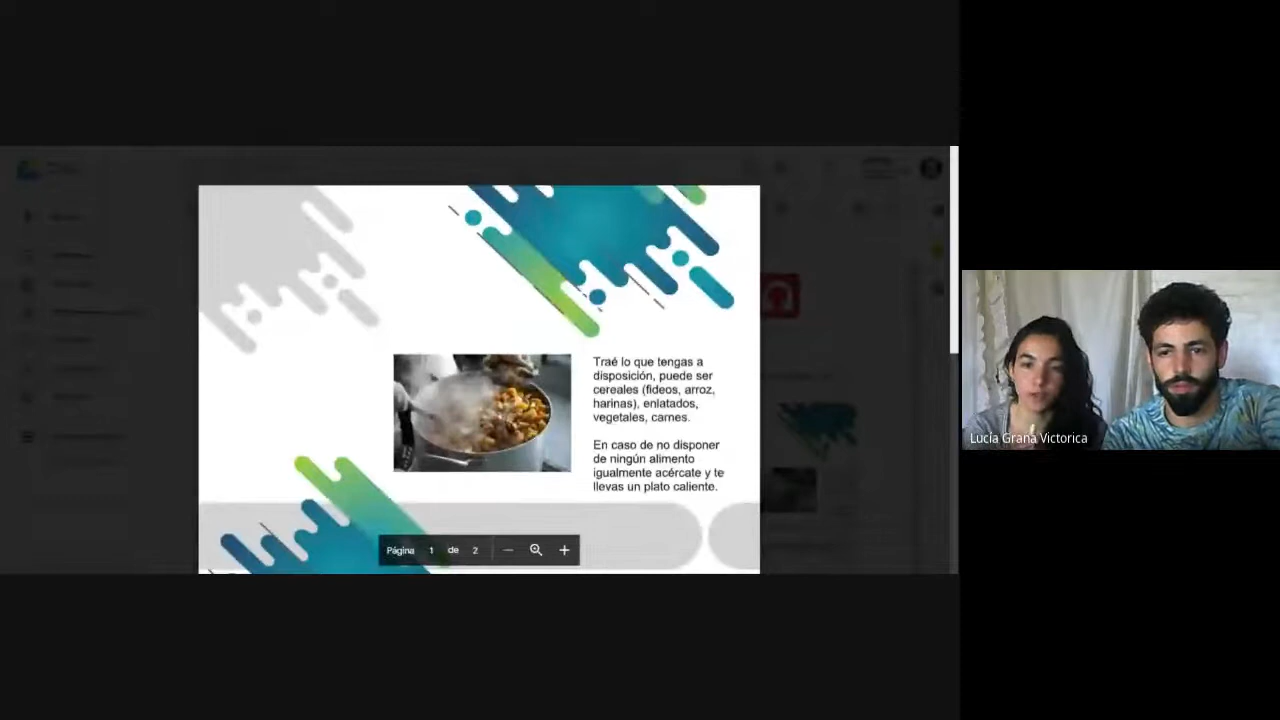 Traé lo que tengas a
disposición, puede ser
cereales (fideos, arroz,
harinas), enlatados,
vegetales, carnes.
En caso de no disponer
de ningún alimento
igualmente acércate y te
llevas un plato caliente.
Página 1 de 2
Lucía Grana Victorica